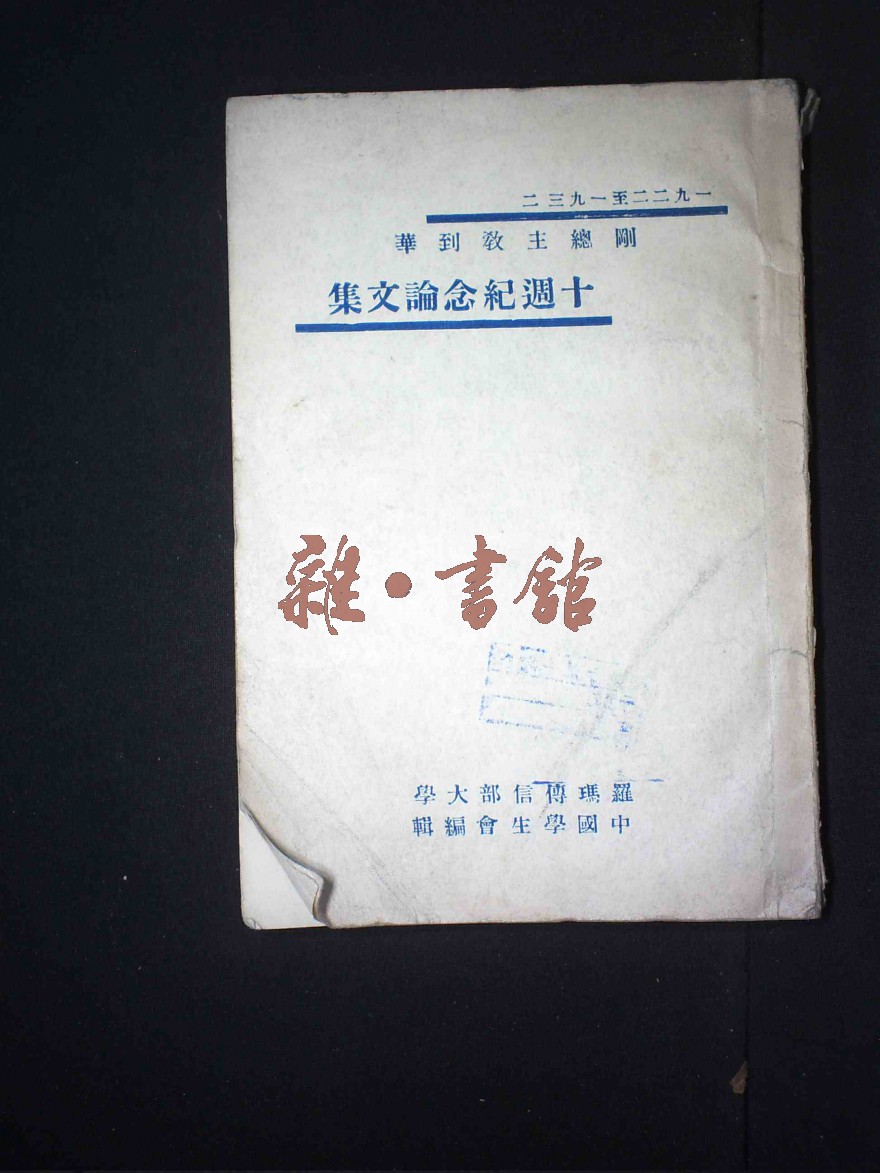 一九二二至一九三二
剛總主教到華
十週紀念論文集
雜•書館
羅瑪傳信部大學
中國學生會編輯